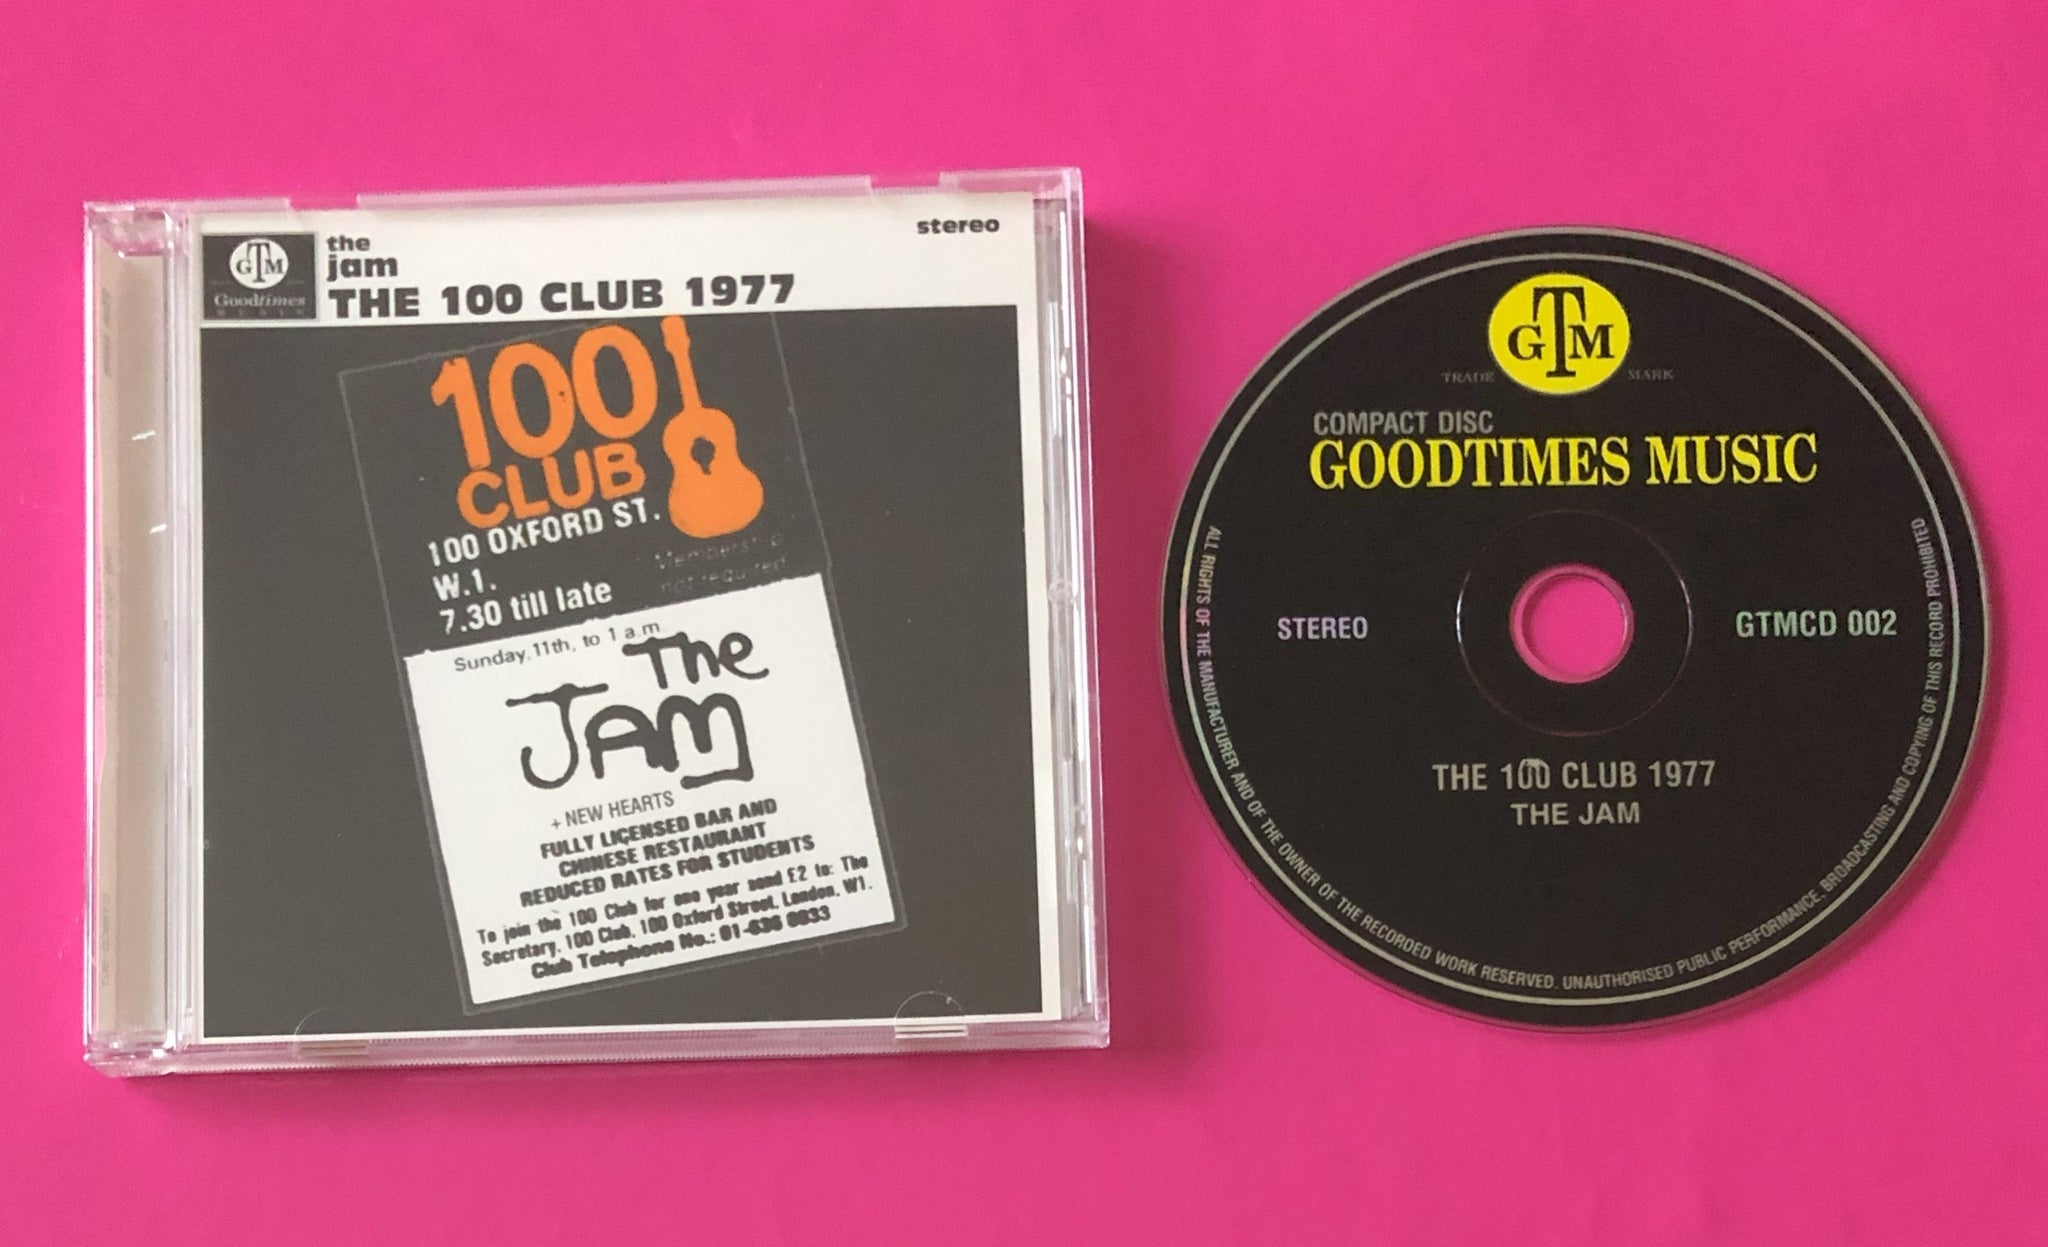 GTM
Goodtimes
MUSIC
the
jam
THE 100 CLUB 1977
stereo
100
CLUB
100 OXFORD ST.
W.1.
7.30 till late
Membership
not required
Sunday, 11th, to 1 a.m.
The
JAM
+ NEW HEARTS
FULLY LICENSED BAR AND
CHINESE RESTAURANT
REDUCED RATES FOR STUDENTS
To join the 100 Club for one year send £2 to: The
Secretary, 100 Club, 100 Oxford Street, London, W1.
Club Telephone No.: 01-636 0033
GTM
TRADE MARK
COMPACT DISC
GOODTIMES MUSIC
STEREO
GTMCD 002
THE 100 CLUB 1977
THE JAM
ALL RIGHTS OF THE MANUFACTURER AND OF THE OWNER OF THE RECORDED WORK RESERVED. UNAUTHORISED PUBLIC PERFORMANCE, BROADCASTING AND COPYING OF THIS RECORD PROHIBITED